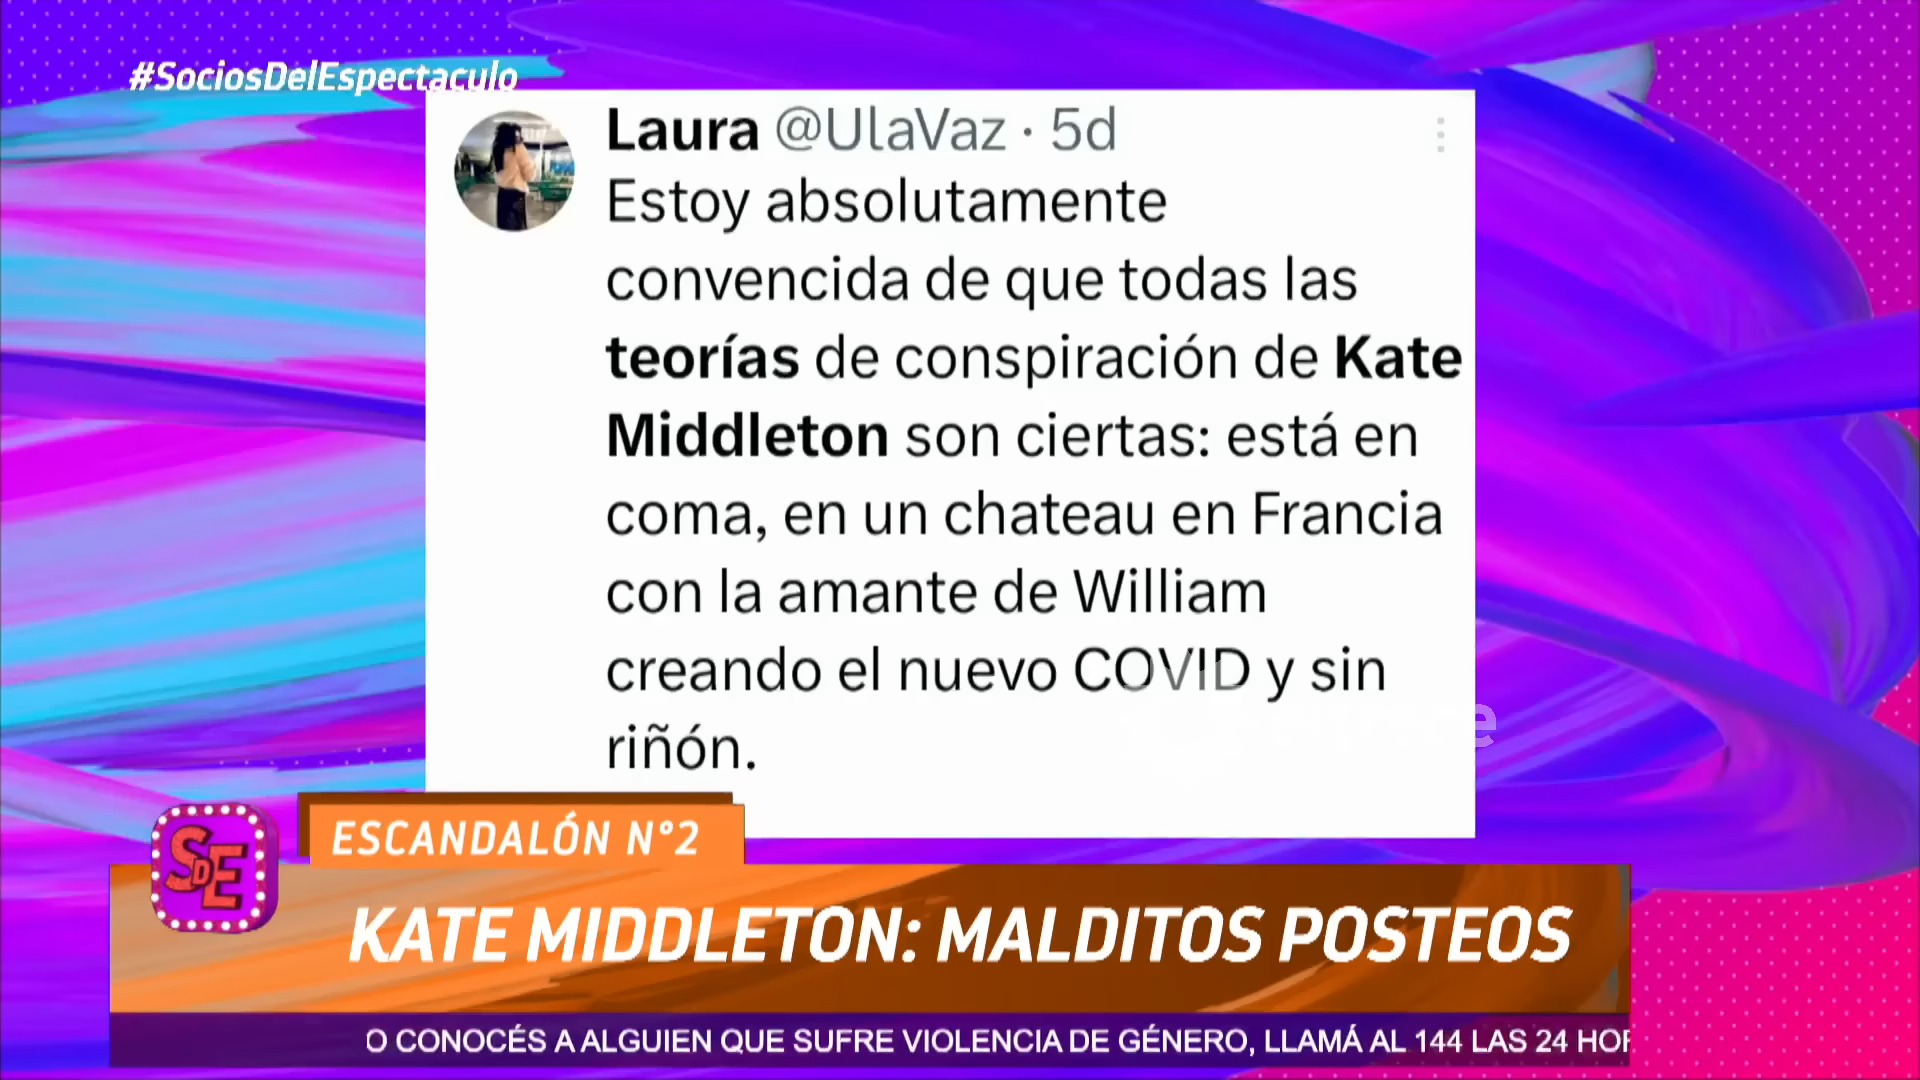 #SociosDelEspectaculo
Laura @UlaVaz · 5d
Estoy absolutamente
convencida de que todas las
teorías de conspiración de Kate
Middleton son ciertas: está en
coma, en un chateau en Francia
con la amante de William
creando el nuevo COVID y sin
riñón.
SDE
ESCANDALÓN N°2
KATE MIDDLETON: MALDITOS POSTEOS
O CONOCÉS A ALGUIEN QUE SUFRE VIOLENCIA DE GÉNERO, LLAMÁ AL 144 LAS 24 HOR